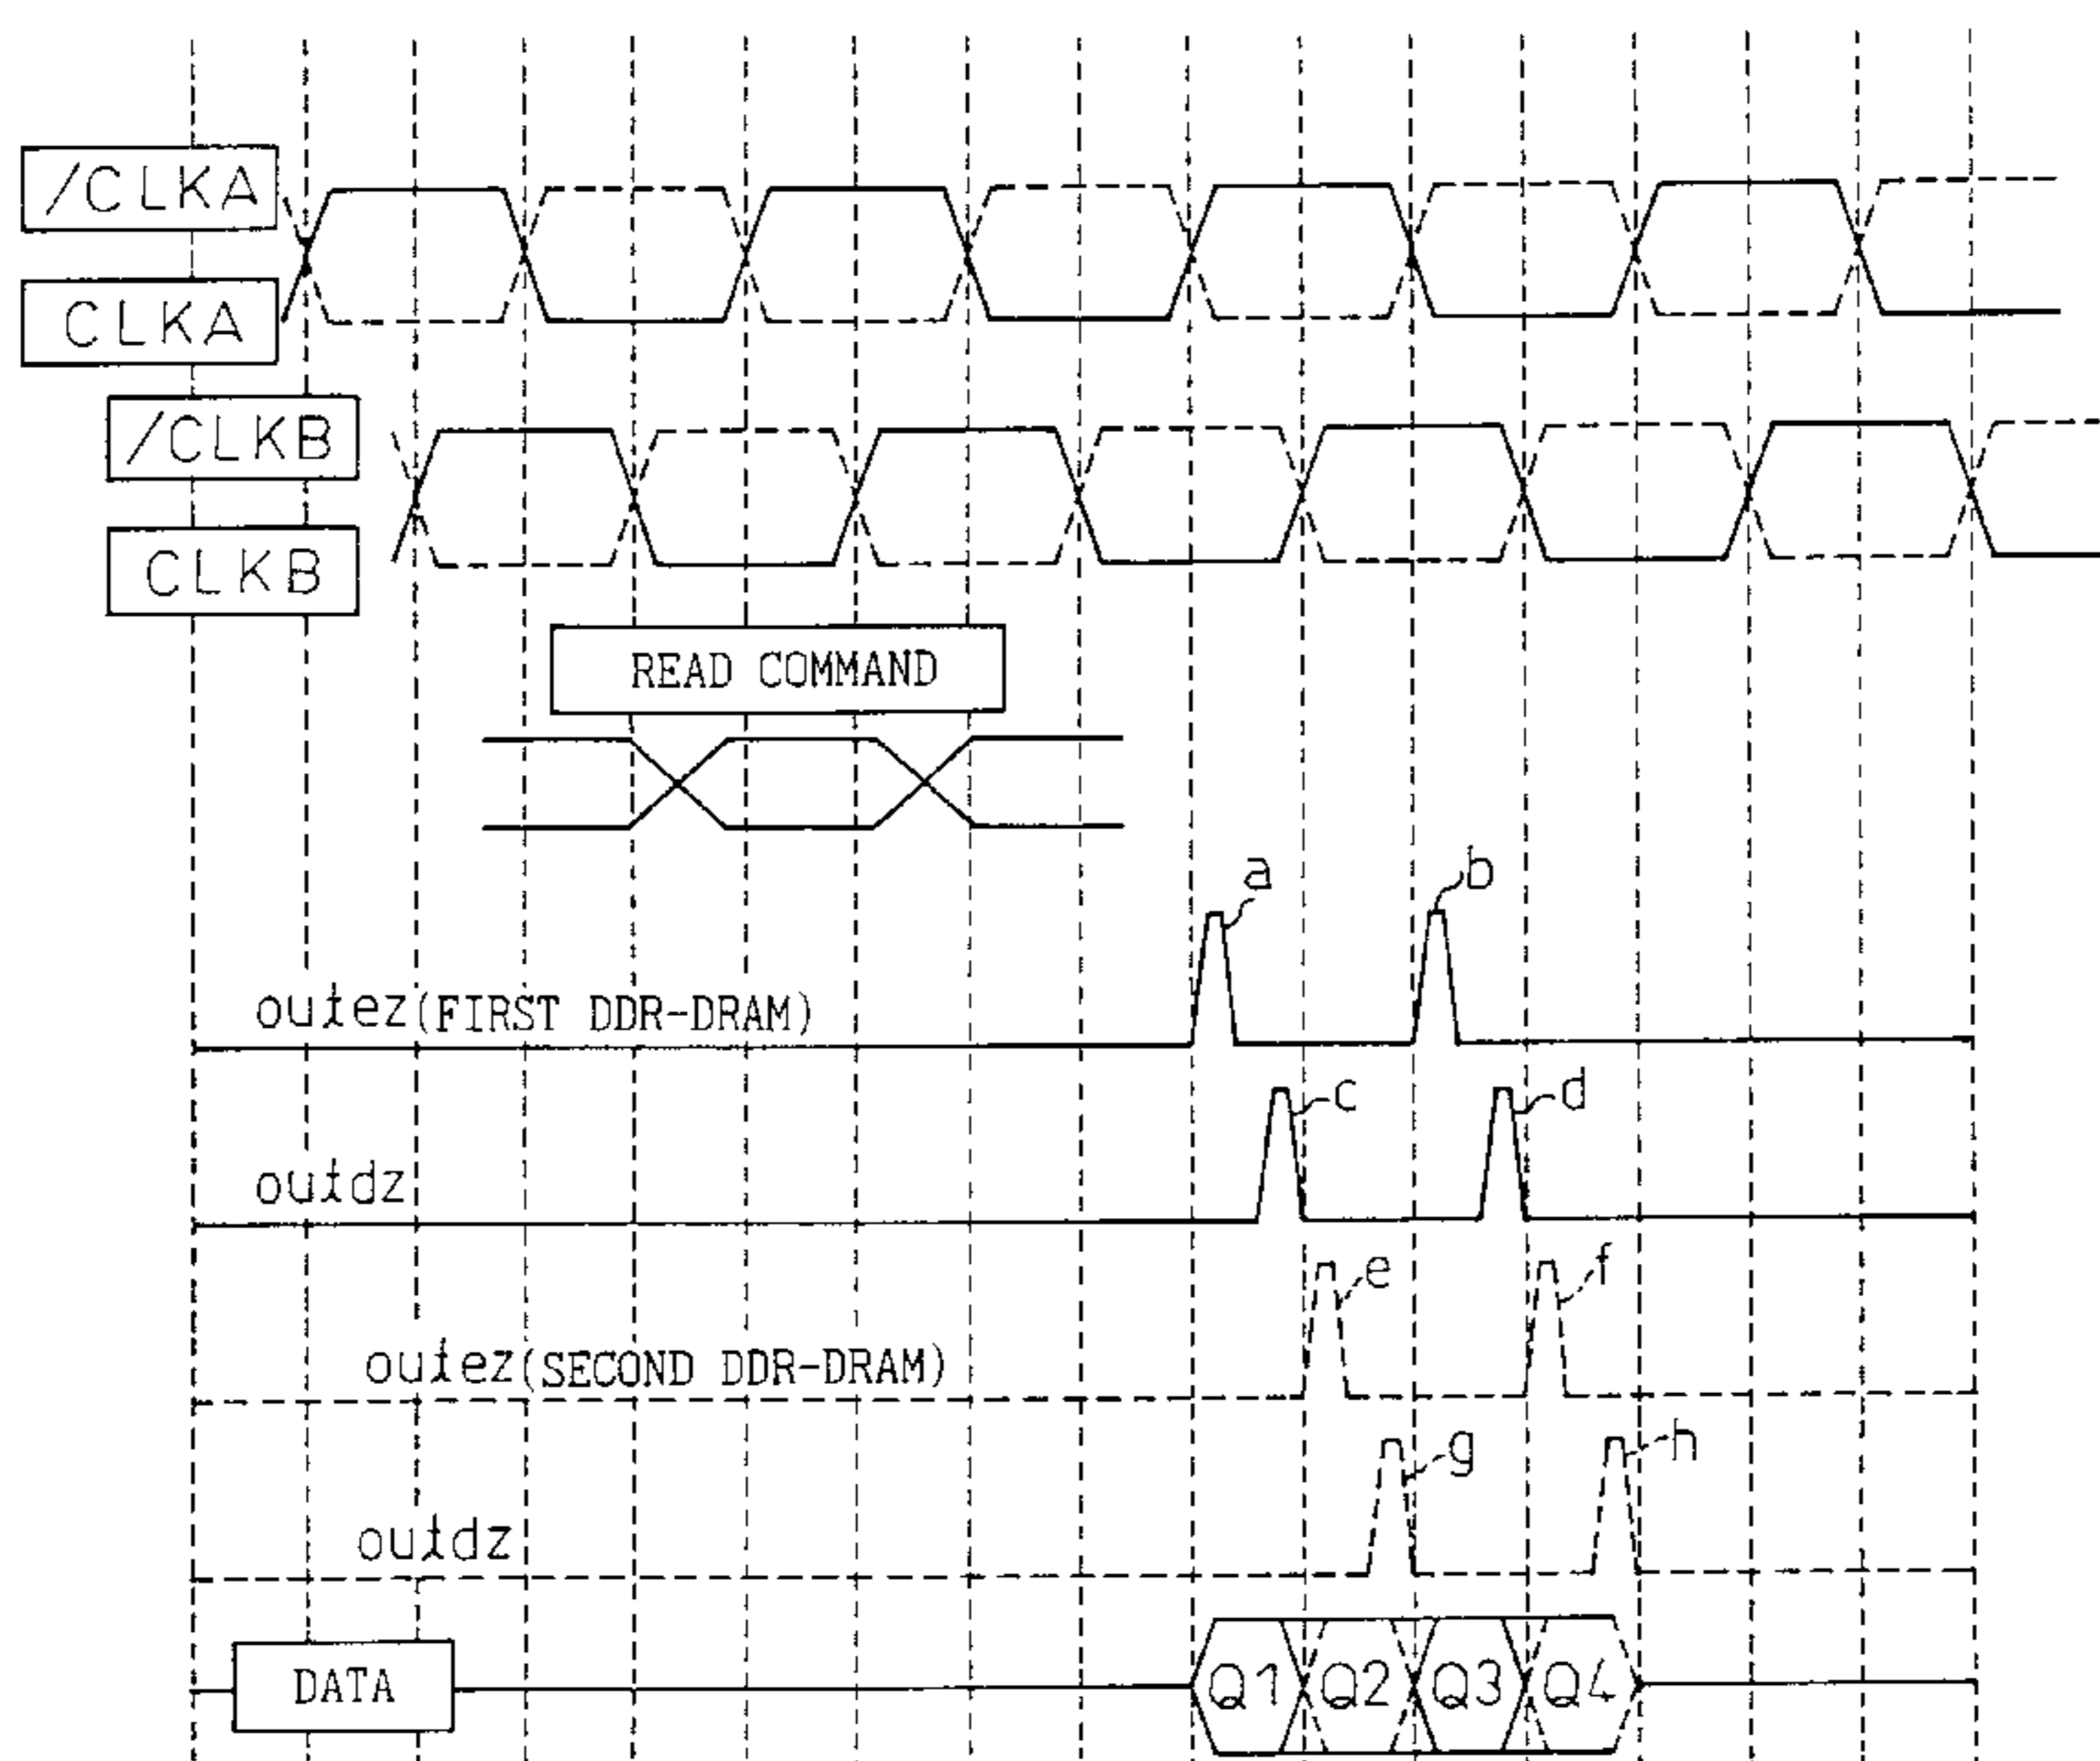 /CLKA
CLKA
/CLKB
CLKB
READ COMMAND
a
b
outez(FIRST DDR-DRAM)
c
d
outdz
e
f
outez(SECOND DDR-DRAM)
g
h
outdz
DATA
Q1 Q2 Q3 Q4